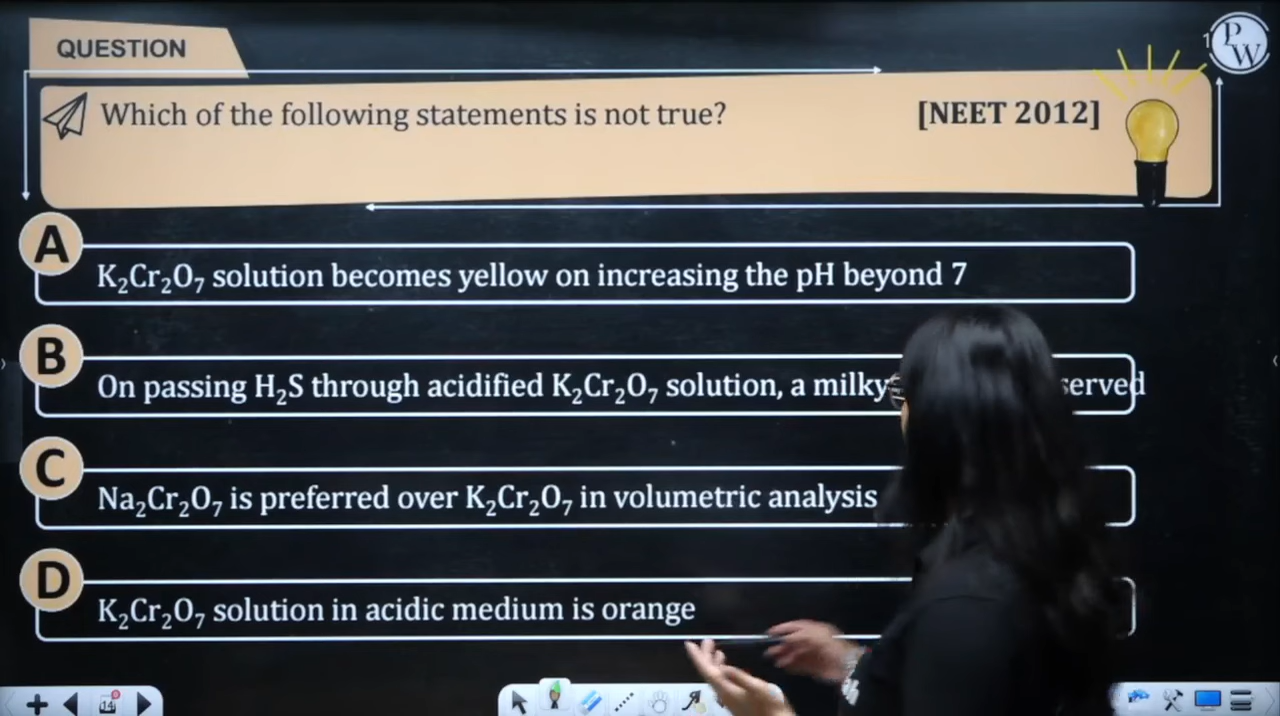 QUESTION
PW
Which of the following statements is not true? [NEET 2012]
A
K₂Cr₂O₇ solution becomes yellow on increasing the pH beyond 7
B
On passing H₂S through acidified K₂Cr₂O₇ solution, a milky served
C
Na₂Cr₂O₇ is preferred over K₂Cr₂O₇ in volumetric analysis
D
K₂Cr₂O₇ solution in acidic medium is orange
14